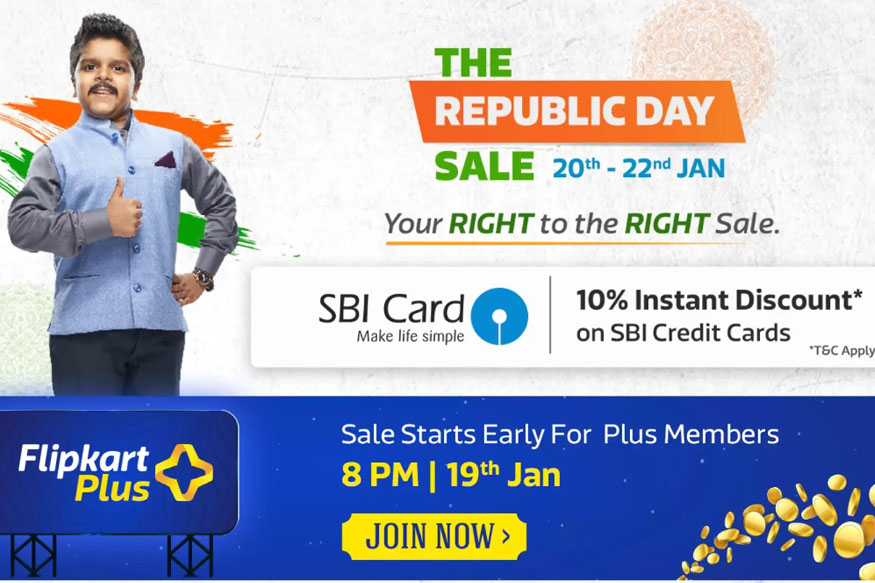 THE
REPUBLIC DAY
SALE 20th - 22nd JAN
Your RIGHT to the RIGHT Sale.
SBI Card
Make life simple
10% Instant Discount*
on SBI Credit Cards
*T&C Apply
Flipkart
Plus
Sale Starts Early For Plus Members
8 PM | 19th Jan
JOIN NOW ›